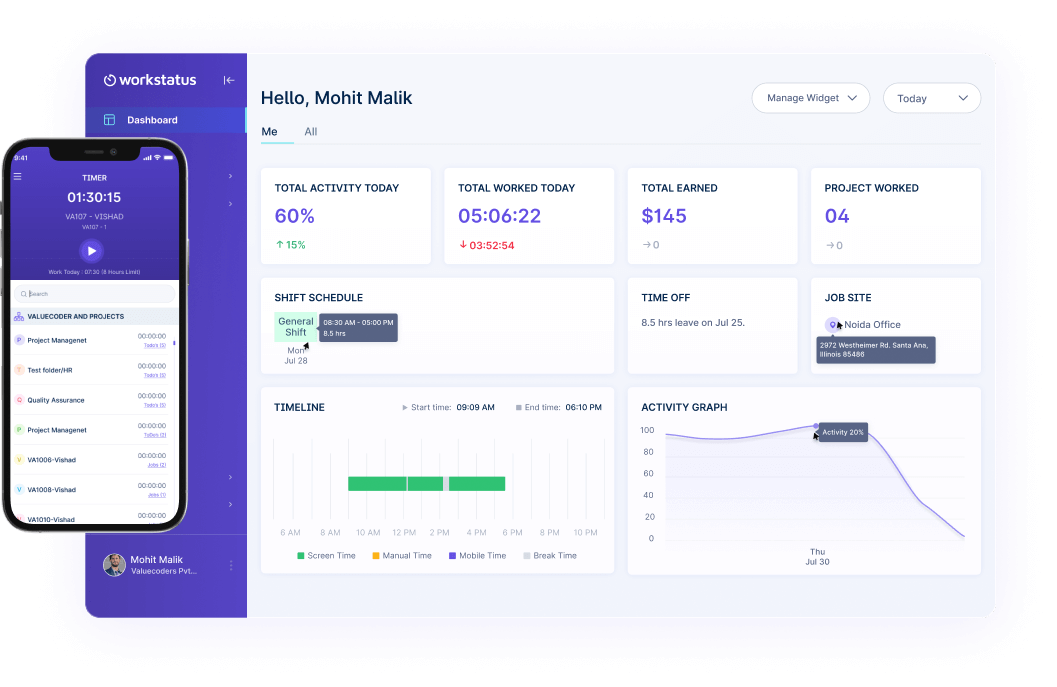 workstatus
Dashboard
Mohit Malik
Valuecoders Pvt...
9:41
TIMER
01:30:15
VA107 - VISHAD
VA107 - 1
Work Today : 07:30 (8 Hours Limit)
Search
VALUECODER AND PROJECTS
P Project Managenet 00:00:00
Todo's (5)
T Test folder/HR 00:00:00
Todo's (5)
Q Quality Assurance 00:00:00
Todo's (5)
P Project Managenet 00:00:00
ToDo's (3)
V VA1006-Vishad 00:00:00
Jobs (2)
V VA1008-Vishad 00:00:00
Jobs (1)
VA1010-Vishad 00:00:00
Hello, Mohit Malik
Manage Widget
Today
Me All
TOTAL ACTIVITY TODAY
60%
↑ 15%
TOTAL WORKED TODAY
05:06:22
↓ 03:52:54
TOTAL EARNED
$145
→ 0
PROJECT WORKED
04
→ 0
SHIFT SCHEDULE
General
Shift
08:30 AM - 05:00 PM
8.5 hrs
Mon
Jul 28
TIME OFF
8.5 hrs leave on Jul 25.
JOB SITE
Noida Office
2972 Westheimer Rd. Santa Ana,
Illinois 85486
TIMELINE
Start time: 09:09 AM End time: 06:10 PM
6 AM 8 AM 10 AM 12 PM 2 PM 4 PM 6 PM 8 PM 10 PM
Screen Time Manual Time Mobile Time Break Time
ACTIVITY GRAPH
100
80
60
40
20
0
Activity 20%
Thu
Jul 30